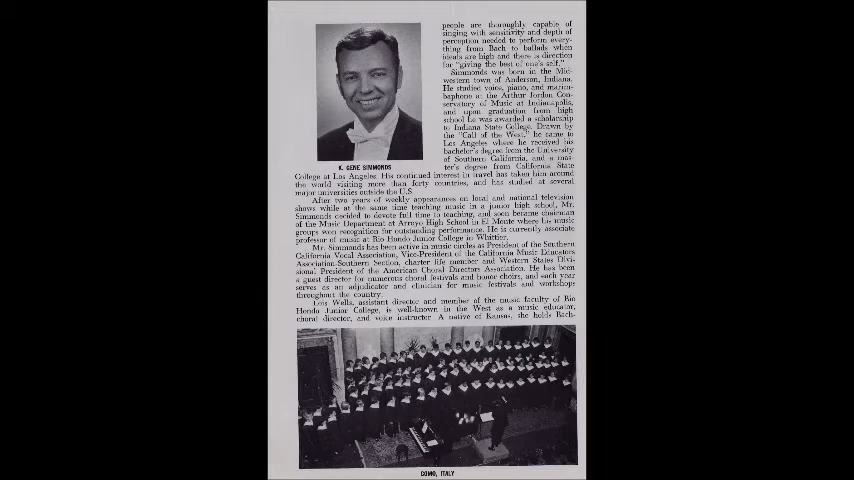 people are thoroughly capable of
singing with sensitivity and depth of
perception needed to perform every-
thing from Bach to ballads when
ideals are high and there is direction
for "giving the best of one's self."
Simmonds was born in the Mid-
western town of Anderson, Indiana.
He studied voice, piano, and marim-
baphone at the Arthur Jordon Con-
servatory of Music at Indianapolis,
and upon graduation from high
school he was awarded a scholarship
to Indiana State College. Drawn by
the "Call of the West," he came to
Los Angeles where he received his
bachelor's degree from the University
of Southern California, and a mas-
ter's degree from California State
K. GENE SIMMONDS
College at Los Angeles. His continued interest in travel has taken him around
the world visiting more than forty countries, and has studied at several
major universities outside the U.S.
After two years of weekly appearances on local and national television
shows while at the same time teaching music in a junior high school, Mr.
Simmonds decided to devote full time to teaching, and soon became chairman
of the Music Department at Arroyo High School in El Monte where his music
groups won recognition for outstanding performance. He is currently associate
professor of music at Rio Hondo Junior College in Whittier.
Mr. Simmonds has been active in music circles as President of the Southern
California Vocal Association, Vice-President of the California Music Educators
Association-Southern Section, charter life member and Western States Divi-
sional President of the American Choral Directors Association. He has been
a guest director for numerous choral festivals and honor choirs, and each year
serves as an adjudicator and clinician for music festivals and workshops
throughout the country.
Lois Wells, assistant director and member of the music faculty of Rio
Hondo Junior College, is well-known in the West as a music educator,
choral director, and voice instructor. A native of Kansas, she holds Bach-
COMO, ITALY